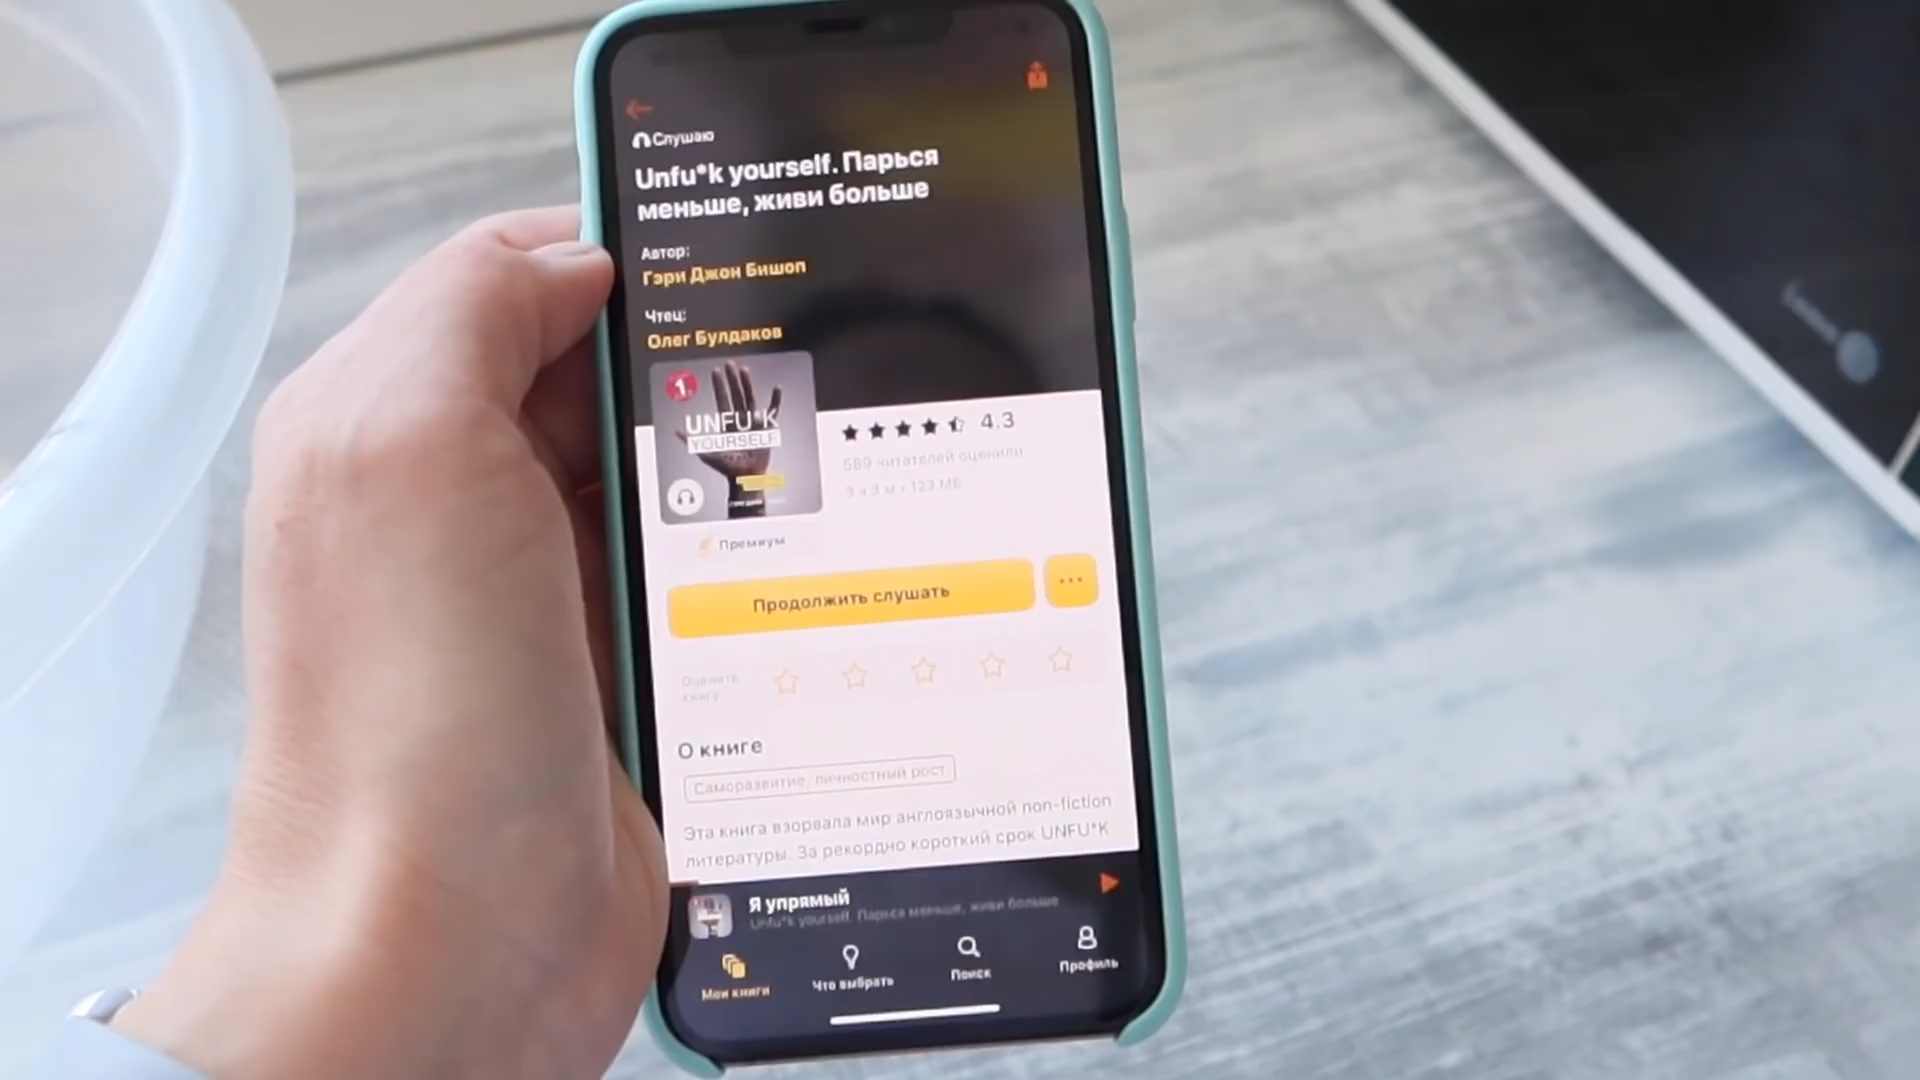 Слушаю
Unfu*k yourself. Парься
меньше, живи больше
Автор:
Гэри Джон Бишоп
Чтец:
Олег Булдаков
1
UNFU*K
YOURSELF
4.3
589 читателей оценили
3 ч 3 м • 123 МБ
Премиум
Продолжить слушать
Оцените
книгу
О книге
Саморазвитие, личностный рост
Эта книга взорвала мир англоязычной non-fiction
литературы. За рекордно короткий срок UNFU*K
Я упрямый
Unfu*k yourself. Парься меньше, живи больше
Мои книги
Что выбрать
Поиск
Профиль